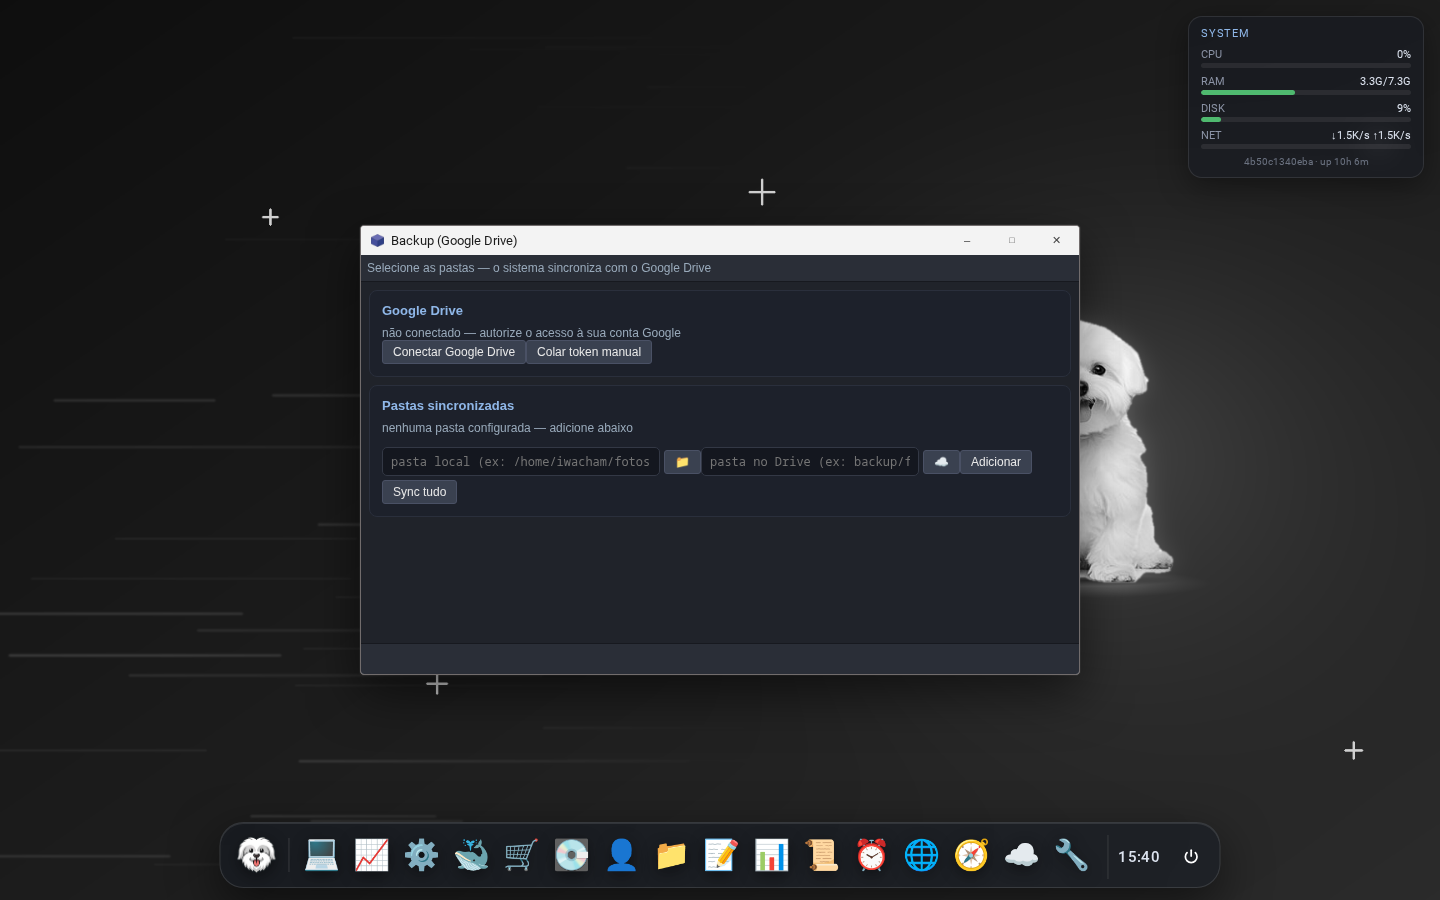 SYSTEM
CPU 0%
RAM 3.3G/7.3G
DISK 9%
NET ↓1.5K/s ↑1.5K/s
4b50c1340eba · up 10h 6m
Backup (Google Drive)
Selecione as pastas — o sistema sincroniza com o Google Drive
Google Drive
não conectado — autorize o acesso à sua conta Google
Conectar Google Drive Colar token manual
Pastas sincronizadas
nenhuma pasta configurada — adicione abaixo
pasta local (ex: /home/iwacham/fotos pasta no Drive (ex: backup/f Adicionar
Sync tudo
15:40